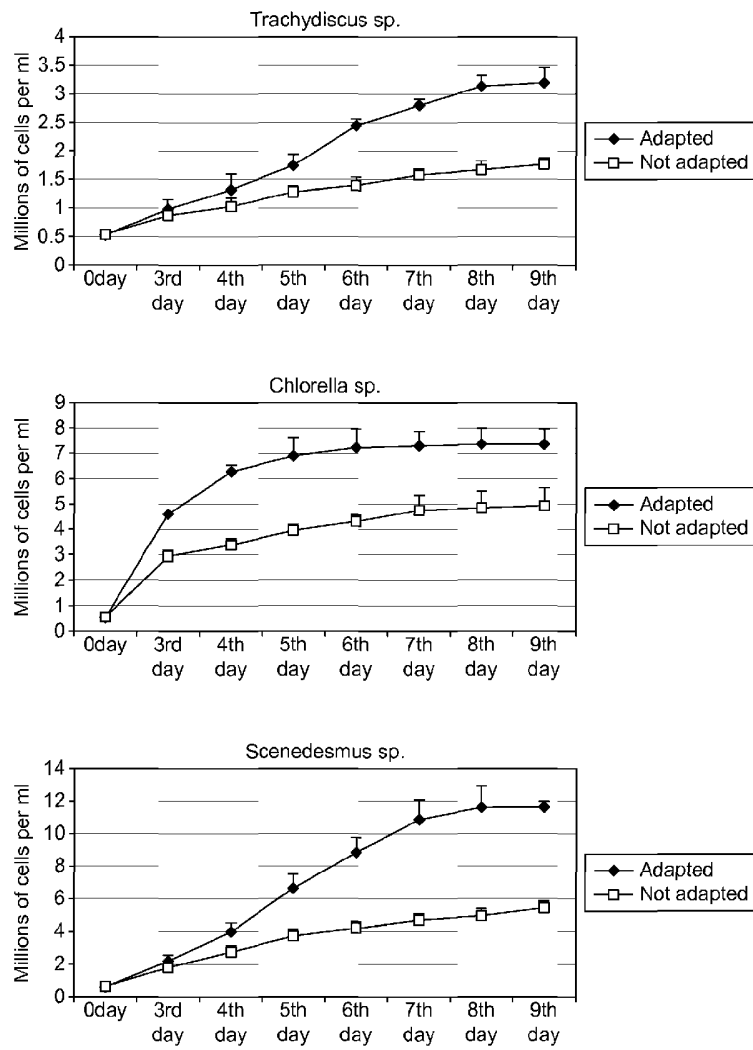 Trachydiscus sp.
Millions of cells per ml
4
3.5
3
2.5
2
1.5
1
0.5
0
0day 3rd day 4th day 5th day 6th day 7th day 8th day 9th day
Adapted
Not adapted
Chlorella sp.
Millions of cells per ml
9
8
7
6
5
4
3
2
1
0
0day 3rd day 4th day 5th day 6th day 7th day 8th day 9th day
Adapted
Not adapted
Scenedesmus sp.
Millions of cells per ml
14
12
10
8
6
4
2
0
0day 3rd day 4th day 5th day 6th day 7th day 8th day 9th day
Adapted
Not adapted